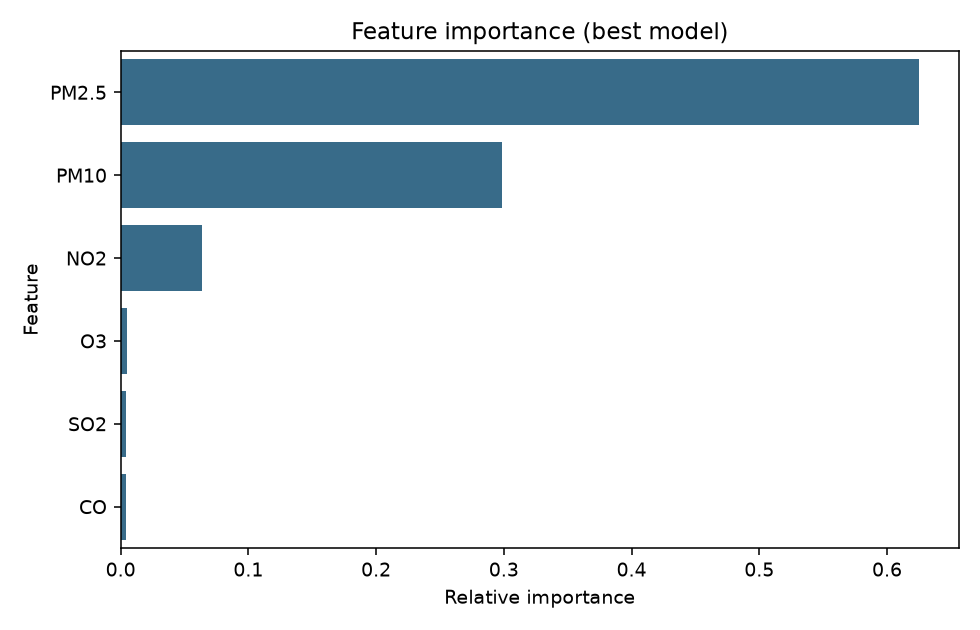 Feature importance (best model)
PM2.5
PM10
NO2
O3
SO2
CO
Feature
0.0 0.1 0.2 0.3 0.4 0.5 0.6
Relative importance